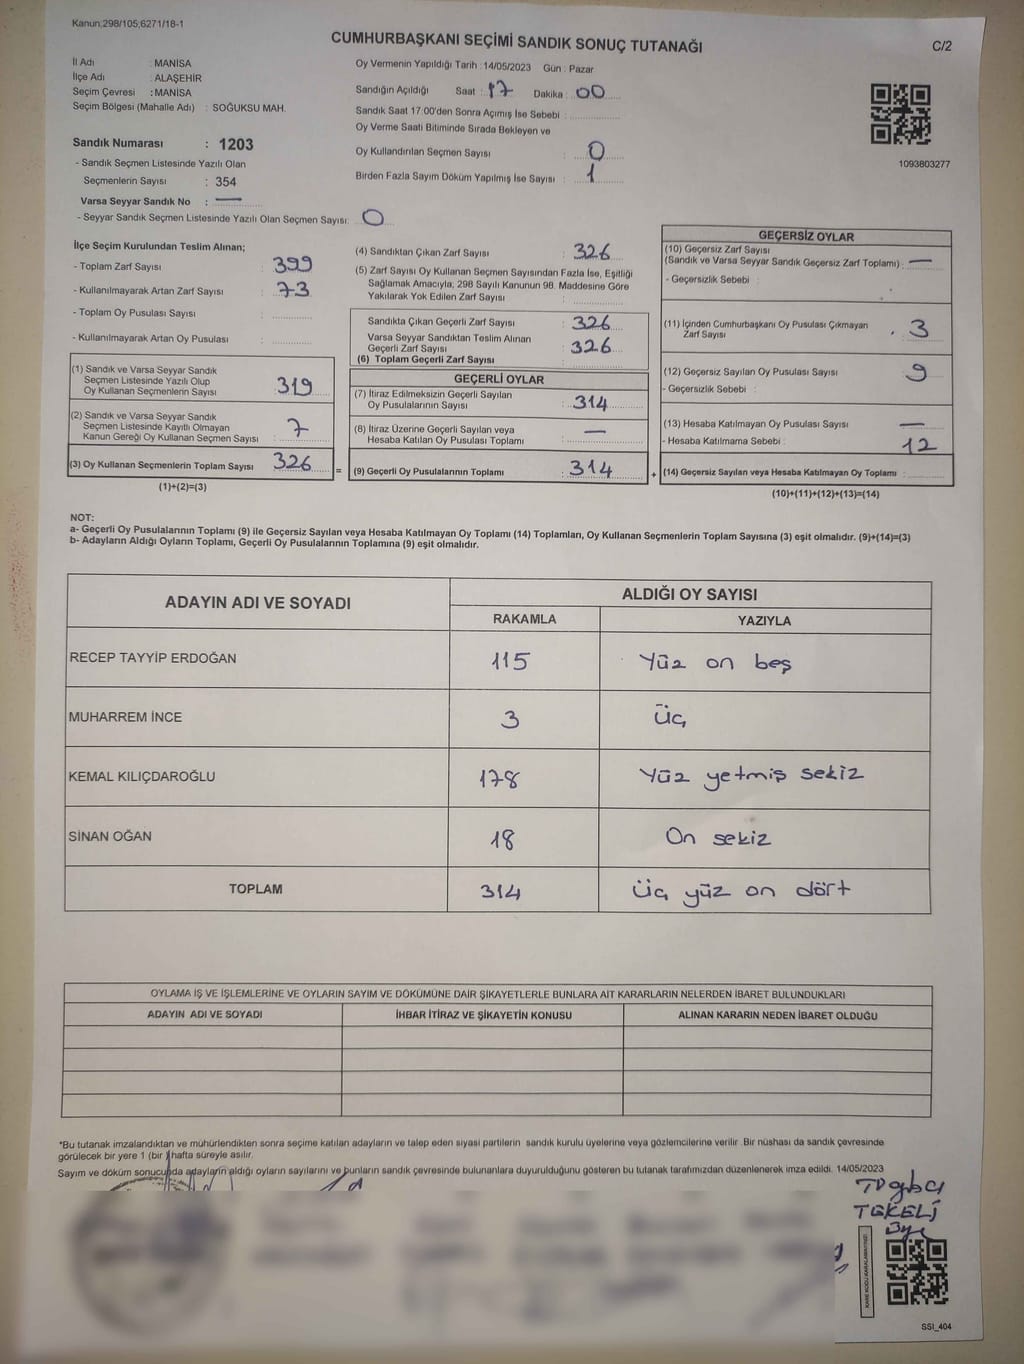 Kanun:298/105;6271/18-1
CUMHURBAŞKANI SEÇİMİ SANDIK SONUÇ TUTANAĞI
C/2
İl Adı : MANİSA
İlçe Adı : ALAŞEHİR
Seçim Çevresi : MANİSA
Seçim Bölgesi (Mahalle Adı) : SOĞUKSU MAH.
Sandık Numarası : 1203
- Sandık Seçmen Listesinde Yazılı Olan
Seçmenlerin Sayısı : 354
Varsa Seyyar Sandık No : —
- Seyyar Sandık Seçmen Listesinde Yazılı Olan Seçmen Sayısı: 0
Oy Vermenin Yapıldığı Tarih :14/05/2023 Gün : Pazar
Sandığın Açıldığı Saat : 17 Dakika : 00
Sandık Saat 17:00'den Sonra Açımış İse Sebebi :
Oy Verme Saati Bitiminde Sırada Bekleyen ve
Oy Kullandırılan Seçmen Sayısı : 0
Birden Fazla Sayım Döküm Yapılmış İse Sayısı : 1
1093803277
İlçe Seçim Kurulundan Teslim Alınan;
- Toplam Zarf Sayısı : 399
- Kullanılmayarak Artan Zarf Sayısı : 73
- Toplam Oy Pusulası Sayısı :
- Kullanılmayarak Artan Oy Pusulası :
(1) Sandık ve Varsa Seyyar Sandık
Seçmen Listesinde Yazılı Olup
Oy Kullanan Seçmenlerin Sayısı : 319
(2) Sandık ve Varsa Seyyar Sandık
Seçmen Listesinde Kayıtlı Olmayan
Kanun Gereği Oy Kullanan Seçmen Sayısı : 7
(3) Oy Kullanan Seçmenlerin Toplam Sayısı 326 =
(1)+(2)=(3)
(4) Sandıktan Çıkan Zarf Sayısı : 326
(5) Zarf Sayısı Oy Kullanan Seçmen Sayısından Fazla İse, Eşitliği
Sağlamak Amacıyla; 298 Sayılı Kanunun 98. Maddesine Göre
Yakılarak Yok Edilen Zarf Sayısı :
Sandıkta Çıkan Geçerli Zarf Sayısı : 326
Varsa Seyyar Sandıktan Teslim Alınan
Geçerli Zarf Sayısı : 326
(6) Toplam Geçerli Zarf Sayısı :
GEÇERLİ OYLAR
(7) İtiraz Edilmeksizin Geçerli Sayılan
Oy Pusulalarının Sayısı : 314
(8) İtiraz Üzerine Geçerli Sayılan veya
Hesaba Katılan Oy Pusulası Toplamı : —
(9) Geçerli Oy Pusulalarının Toplamı : 314 +
GEÇERSİZ OYLAR
(10) Geçersiz Zarf Sayısı
(Sandık ve Varsa Seyyar Sandık Geçersiz Zarf Toplamı) : —
- Geçersizlik Sebebi :
(11) İçinden Cumhurbaşkanı Oy Pusulası Çıkmayan
Zarf Sayısı : 3
(12) Geçersiz Sayılan Oy Pusulası Sayısı : 9
- Geçersizlik Sebebi :
(13) Hesaba Katılmayan Oy Pusulası Sayısı : —
- Hesaba Katılmama Sebebi : 12
(14) Geçersiz Sayılan veya Hesaba Katılmayan Oy Toplamı :
(10)+(11)+(12)+(13)=(14)
NOT:
a- Geçerli Oy Pusulalarının Toplamı (9) ile Geçersiz Sayılan veya Hesaba Katılmayan Oy Toplamı (14) Toplamları, Oy Kullanan Seçmenlerin Toplam Sayısına (3) eşit olmalıdır. (9)+(14)=(3)
b- Adayların Aldığı Oyların Toplamı, Geçerli Oy Pusulalarının Toplamına (9) eşit olmalıdır.
ADAYIN ADI VE SOYADI
ALDIĞI OY SAYISI
RAKAMLA YAZIYLA
RECEP TAYYİP ERDOĞAN 115 Yüz on beş
MUHARREM İNCE 3 üç
KEMAL KILIÇDAROĞLU 178 Yüz yetmiş sekiz
SİNAN OĞAN 18 On sekiz
TOPLAM 314 üç yüz on dört
OYLAMA İŞ VE İŞLEMLERİNE VE OYLARIN SAYIM VE DÖKÜMÜNE DAİR ŞİKAYETLERLE BUNLARA AİT KARARLARIN NELERDEN İBARET BULUNDUKLARI
ADAYIN ADI VE SOYADI İHBAR İTİRAZ VE ŞİKAYETİN KONUSU ALINAN KARARIN NEDEN İBARET OLDUĞU
*Bu tutanak imzalandıktan ve mühürlendikten sonra seçime katılan adayların ve talep eden siyasi partilerin sandık kurulu üyelerine veya gözlemcilerine verilir .Bir nüshası da sandık çevresinde
görülecek bir yere 1 (bir) hafta süreyle asılır.
Sayım ve döküm sonucunda adayların aldığı oyların sayılarını ve bunların sandık çevresinde bulunanlara duyurulduğunu gösteren bu tutanak tarafımızdan düzenlenerek imza edildi. 14/05/2023
TEKELİ
üye
SSİ_404